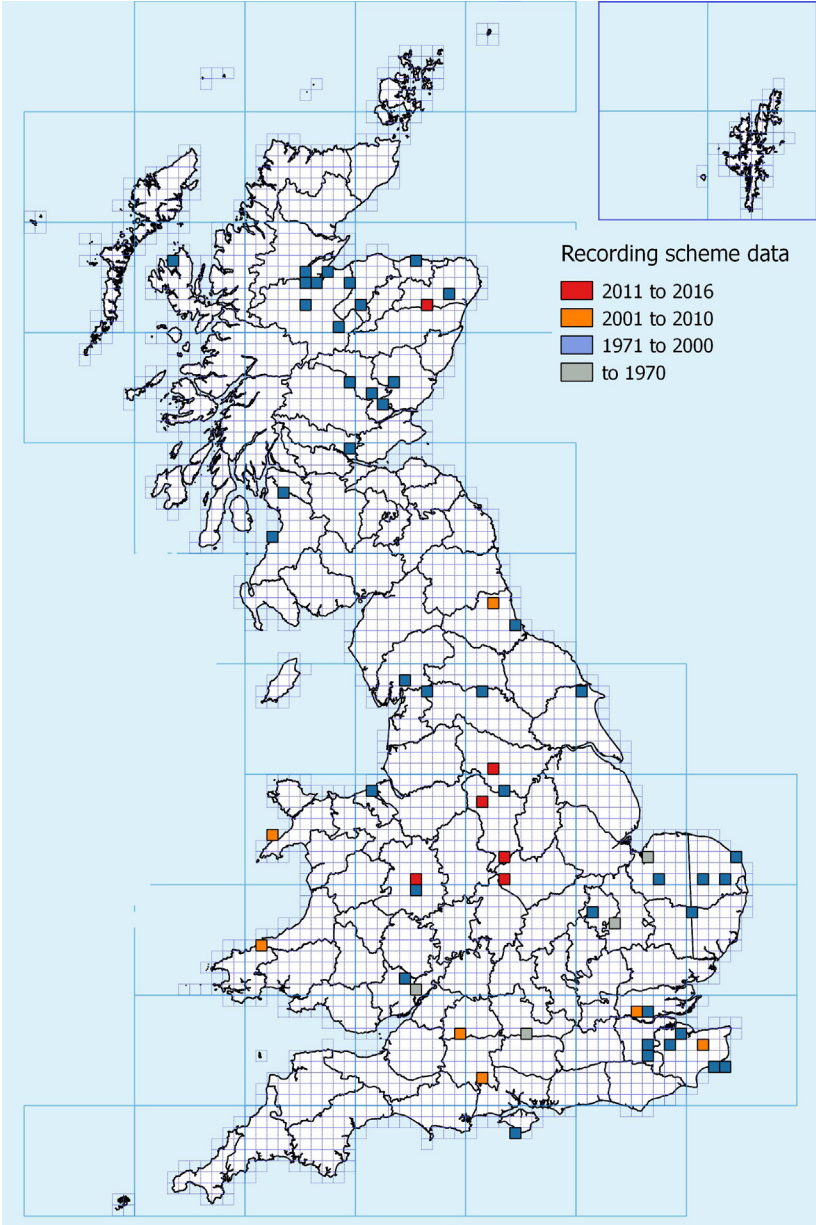 Recording scheme data
2011 to 2016
2001 to 2010
1971 to 2000
to 1970